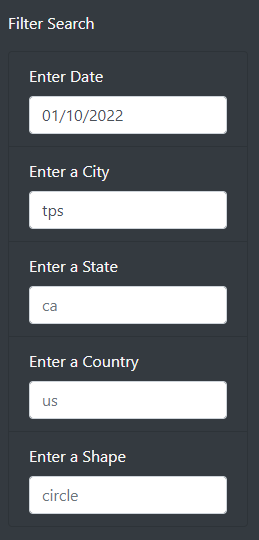 Filter Search
Enter Date
01/10/2022
Enter a City
tps
Enter a State
ca
Enter a Country
us
Enter a Shape
circle